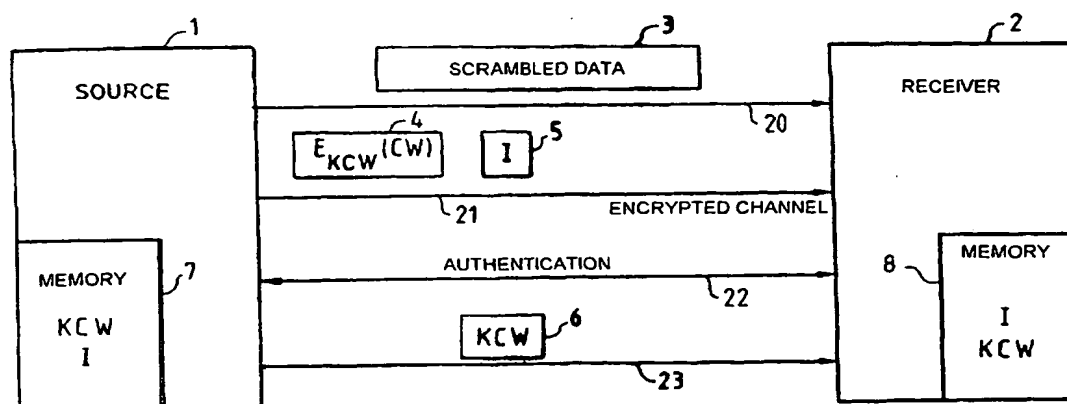 1
3
2
SCRAMBLED DATA
SOURCE
RECEIVER
20
4
5
E_KCW(CW)
I
21
ENCRYPTED CHANNEL
MEMORY
7
AUTHENTICATION
22
8
MEMORY
KCW
I
KCW
6
I
KCW
23